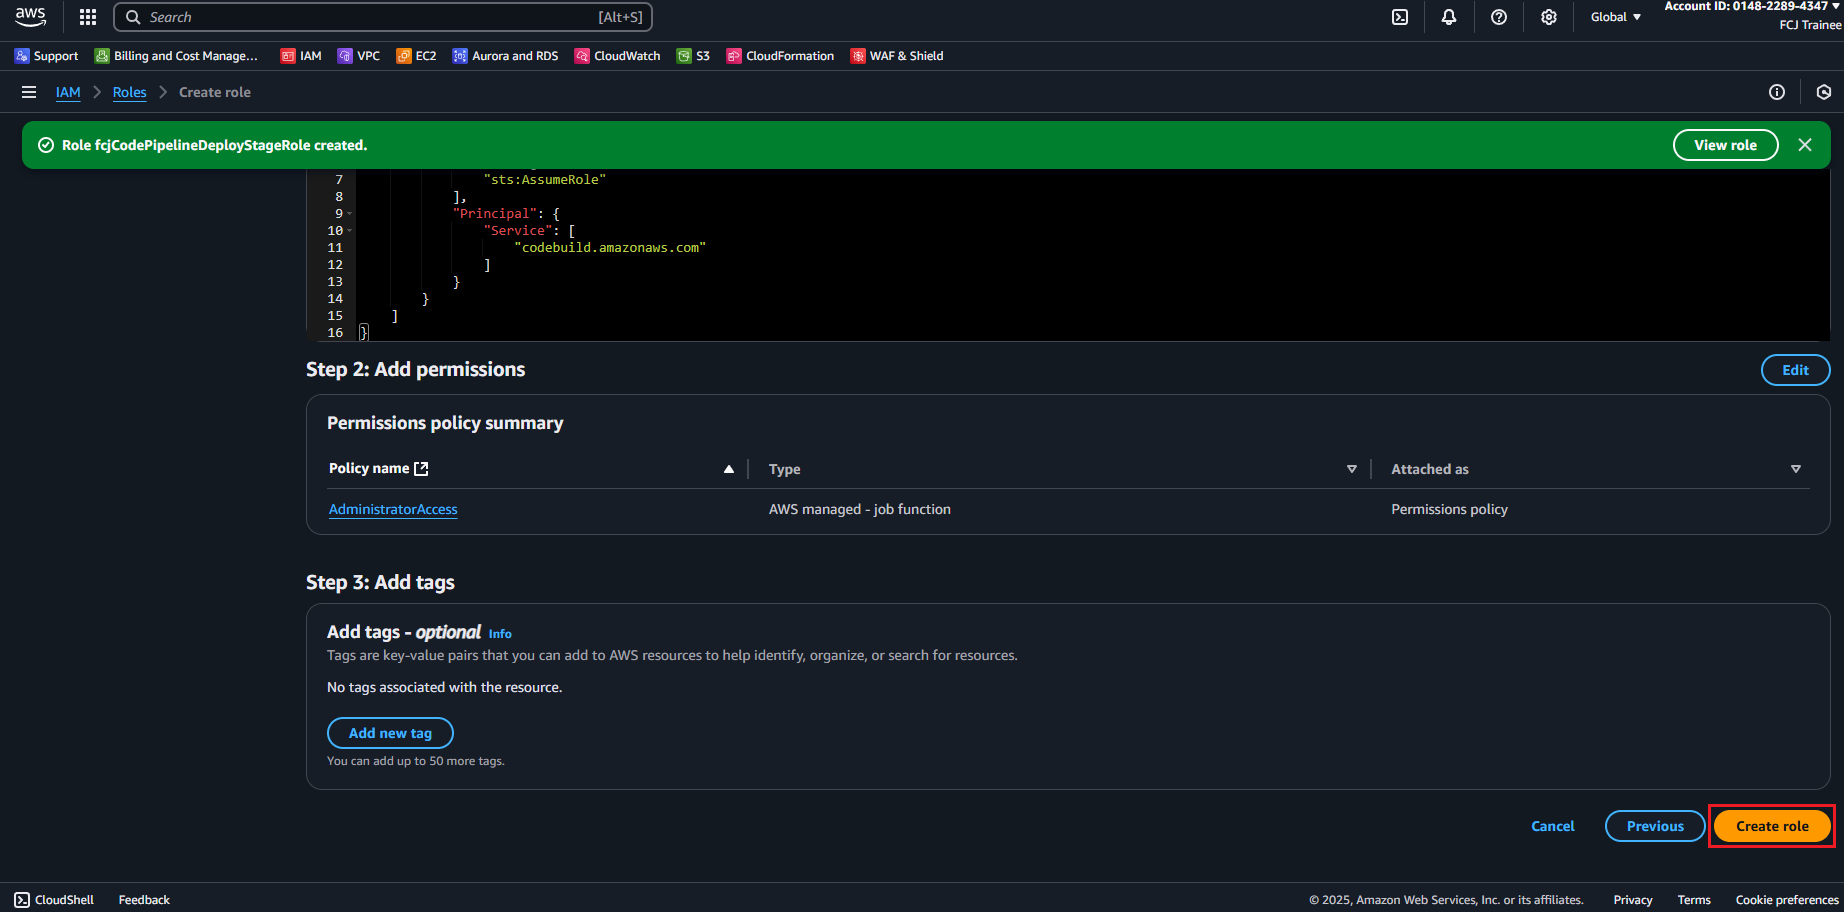 aws
Search [Alt+S]
Global
Account ID: 0148-2289-4347
FCJ Trainee
Support Billing and Cost Manage... IAM VPC EC2 Aurora and RDS CloudWatch S3 CloudFormation WAF & Shield
IAM Roles Create role
Role fcjCodePipelineDeployStageRole created. View role
7 "sts:AssumeRole"
8 ],
9 "Principal": {
10 "Service": [
11 "codebuild.amazonaws.com"
12 ]
13 }
14 }
15 ]
16 }
Step 2: Add permissions Edit
Permissions policy summary
Policy name Type Attached as
AdministratorAccess AWS managed - job function Permissions policy
Step 3: Add tags
Add tags - optional Info
Tags are key-value pairs that you can add to AWS resources to help identify, organize, or search for resources.
No tags associated with the resource.
Add new tag
You can add up to 50 more tags.
Cancel Previous Create role
CloudShell Feedback © 2025, Amazon Web Services, Inc. or its affiliates. Privacy Terms Cookie preferences